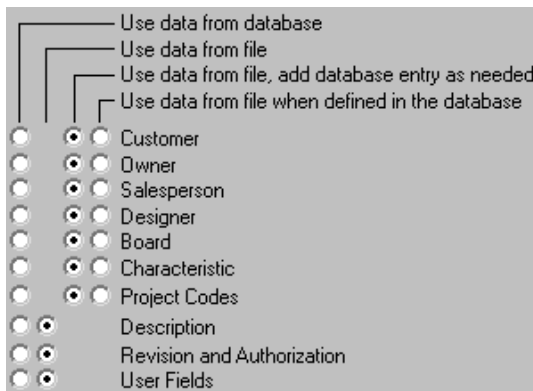 Use data from database
Use data from file
Use data from file, add database entry as needed
Use data from file when defined in the database
Customer
Owner
Salesperson
Designer
Board
Characteristic
Project Codes
Description
Revision and Authorization
User Fields